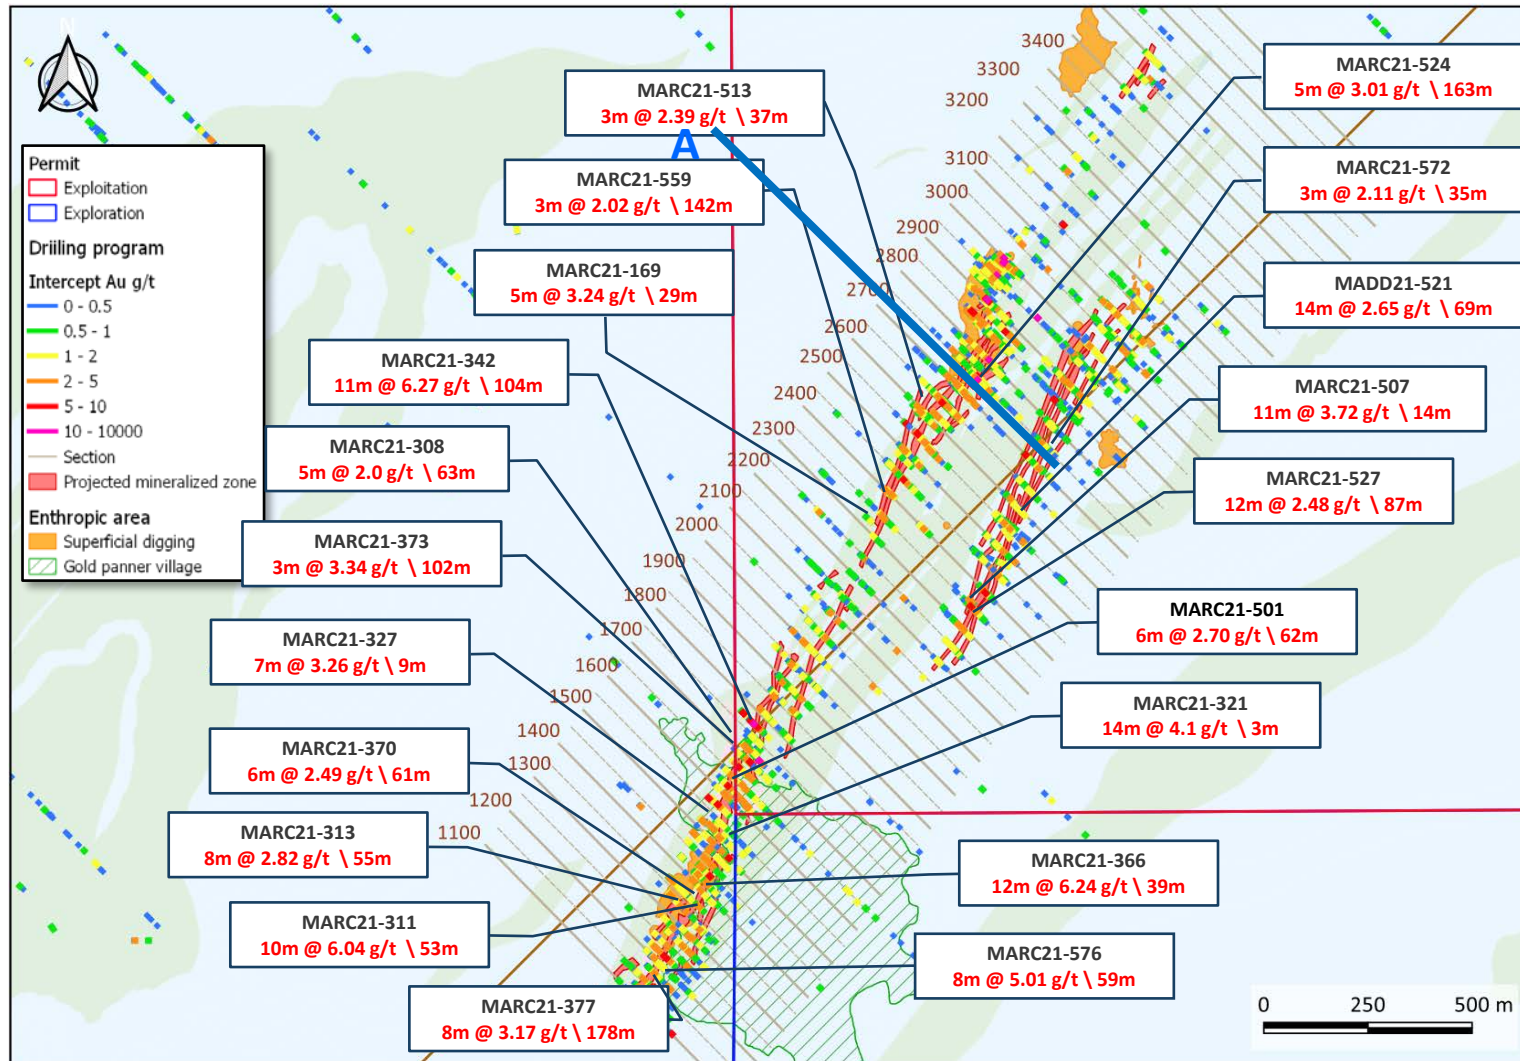 N
Permit
Exploitation
Exploration
Driiling program
Intercept Au g/t
0 - 0.5
0.5 - 1
1 - 2
2 - 5
5 - 10
10 - 10000
Section
Projected mineralized zone
Enthropic area
Superficial digging
Gold panner village
MARC21-513
3m @ 2.39 g/t \ 37m
A
MARC21-559
3m @ 2.02 g/t \ 142m
MARC21-169
5m @ 3.24 g/t \ 29m
MARC21-342
11m @ 6.27 g/t \ 104m
MARC21-308
5m @ 2.0 g/t \ 63m
MARC21-373
3m @ 3.34 g/t \ 102m
MARC21-327
7m @ 3.26 g/t \ 9m
MARC21-370
6m @ 2.49 g/t \ 61m
MARC21-313
8m @ 2.82 g/t \ 55m
MARC21-311
10m @ 6.04 g/t \ 53m
MARC21-377
8m @ 3.17 g/t \ 178m
3400
3300
3200
3100
3000
2900
2800
2700
2600
2500
2400
2300
2200
2100
2000
1900
1800
1700
1600
1500
1400
1300
1200
1100
MARC21-524
5m @ 3.01 g/t \ 163m
MARC21-572
3m @ 2.11 g/t \ 35m
MADD21-521
14m @ 2.65 g/t \ 69m
MARC21-507
11m @ 3.72 g/t \ 14m
MARC21-527
12m @ 2.48 g/t \ 87m
MARC21-501
6m @ 2.70 g/t \ 62m
MARC21-321
14m @ 4.1 g/t \ 3m
MARC21-366
12m @ 6.24 g/t \ 39m
MARC21-576
8m @ 5.01 g/t \ 59m
0 250 500 m